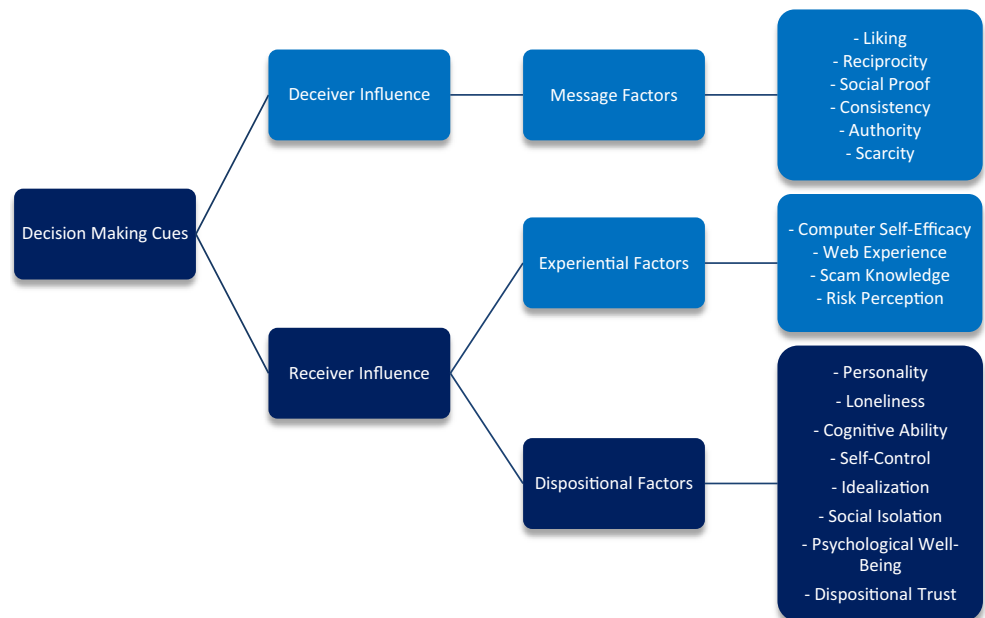 Decision Making Cues
Deceiver Influence
Message Factors
- Liking
- Reciprocity
- Social Proof
- Consistency
- Authority
- Scarcity
Receiver Influence
Experiential Factors
- Computer Self-Efficacy
- Web Experience
- Scam Knowledge
- Risk Perception
Dispositional Factors
- Personality
- Loneliness
- Cognitive Ability
- Self-Control
- Idealization
- Social Isolation
- Psychological Well-
Being
- Dispositional Trust